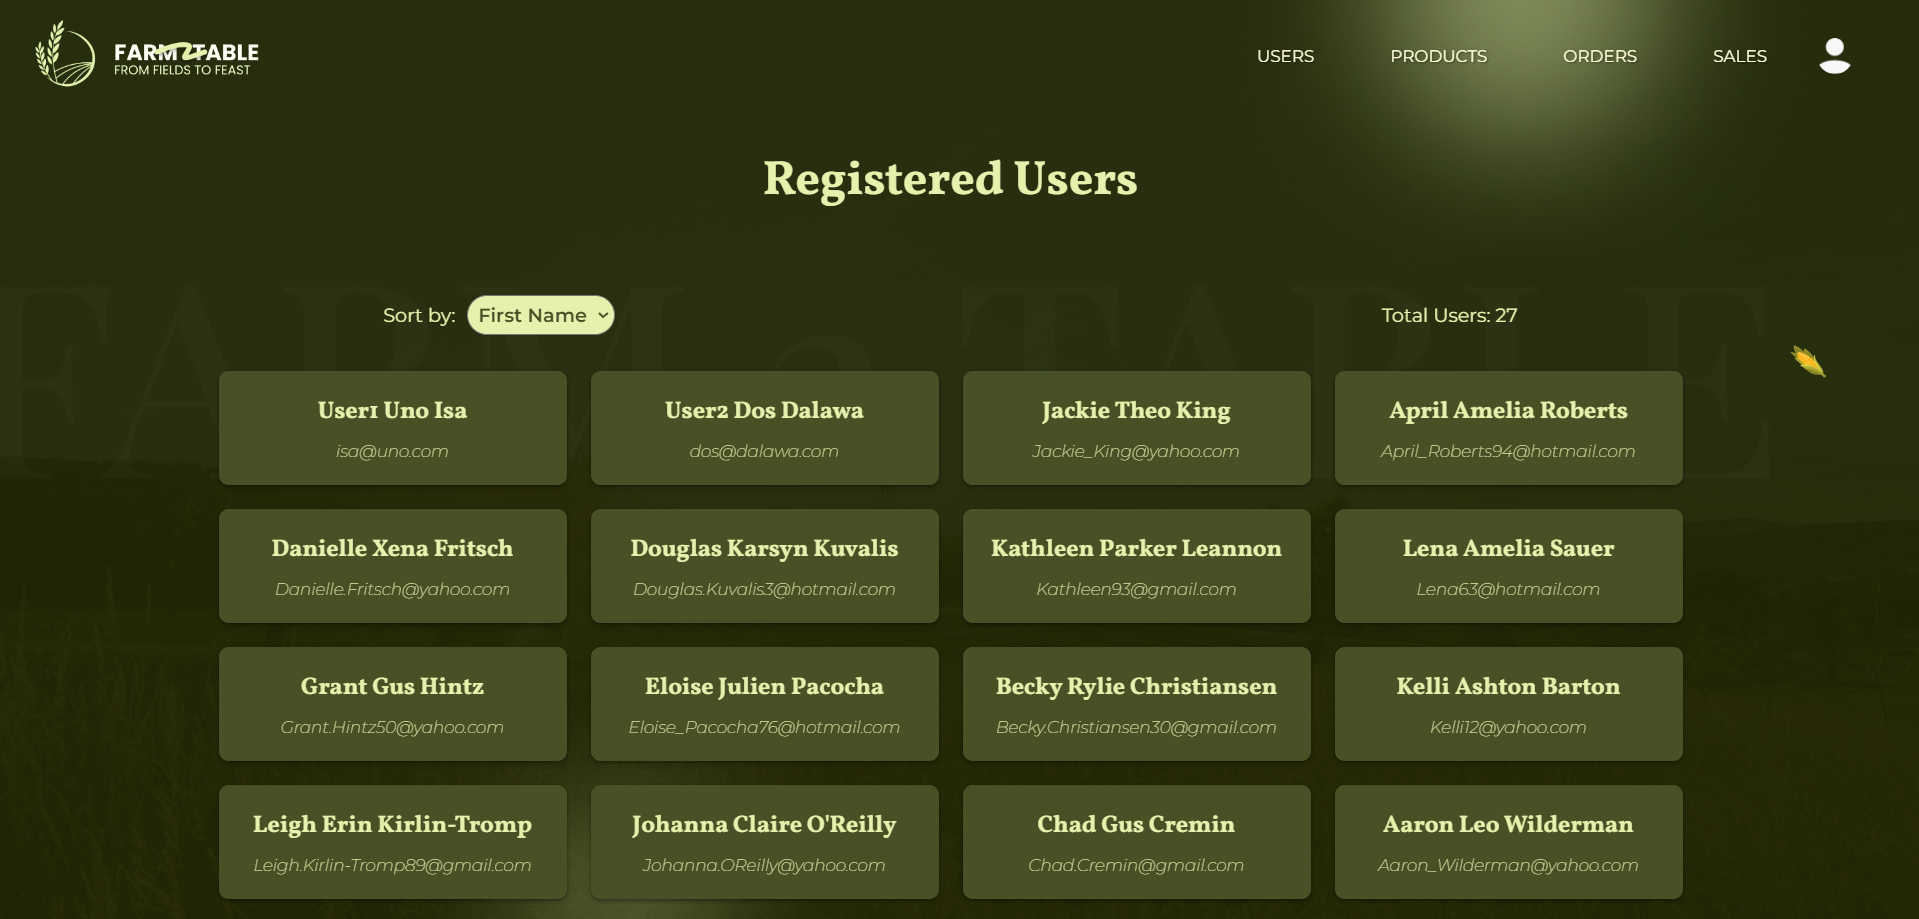 FARM 2 TABLE
FROM FIELDS TO FEAST
USERS
PRODUCTS
ORDERS
SALES
Registered Users
FARM 2 TABLE
Sort by:
First Name
Total Users: 27
User1 Uno Isa
isa@uno.com
User2 Dos Dalawa
dos@dalawa.com
Jackie Theo King
Jackie_King@yahoo.com
April Amelia Roberts
April_Roberts94@hotmail.com
Danielle Xena Fritsch
Danielle.Fritsch@yahoo.com
Douglas Karsyn Kuvalis
Douglas.Kuvalis3@hotmail.com
Kathleen Parker Leannon
Kathleen93@gmail.com
Lena Amelia Sauer
Lena63@hotmail.com
Grant Gus Hintz
Grant.Hintz50@yahoo.com
Eloise Julien Pacocha
Eloise_Pacocha76@hotmail.com
Becky Rylie Christiansen
Becky.Christiansen30@gmail.com
Kelli Ashton Barton
Kelli12@yahoo.com
Leigh Erin Kirlin-Tromp
Leigh.Kirlin-Tromp89@gmail.com
Johanna Claire O'Reilly
Johanna.OReilly@yahoo.com
Chad Gus Cremin
Chad.Cremin@gmail.com
Aaron Leo Wilderman
Aaron_Wilderman@yahoo.com